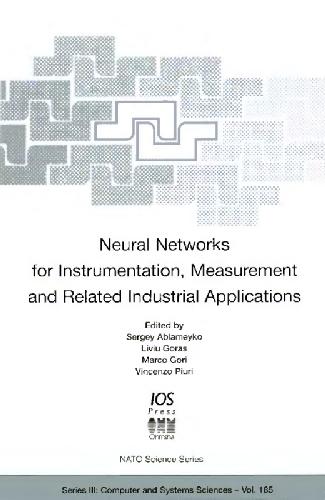 Neural Networks
for Instrumentation, Measurement
and Related Industrial Applications
Edited by
Sergey Ablameyko
Liviu Goras
Marco Gori
Vincenzo Piuri
IOS
Press
Ohmsha
NATO Science Series
Series III: Computer and Systems Sciences – Vol. 185